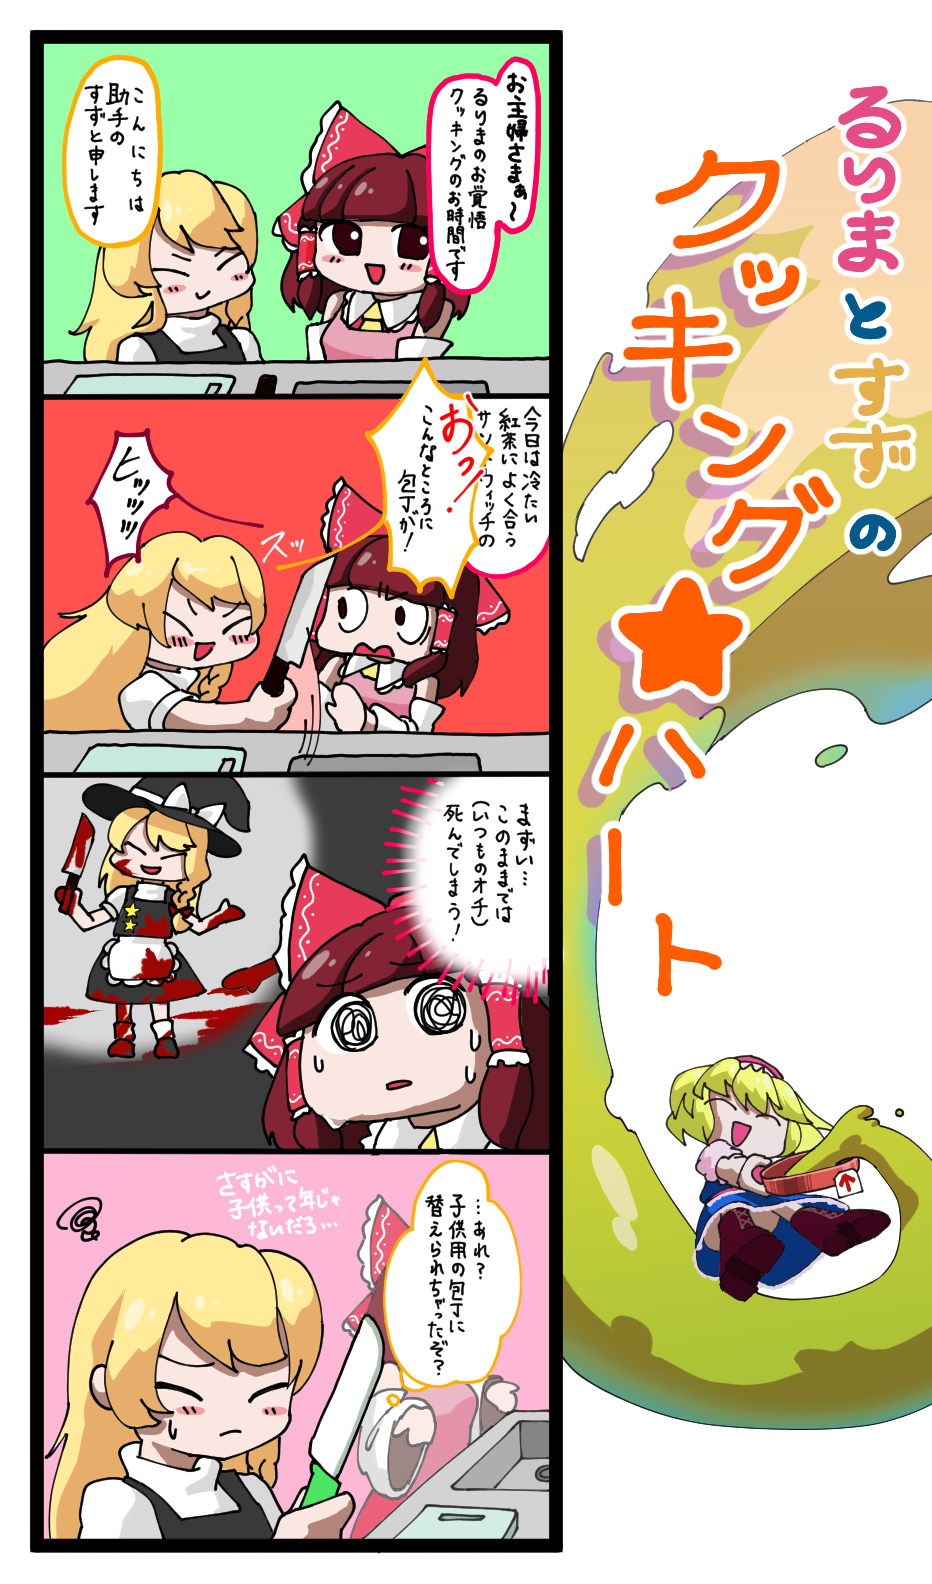 るりまとすずの
クッキング★ハート
お主婦さまぁ〜
るりまのお覚悟
クッキングのお時間です
こんにちは
助手の
すずと申します
今日は冷たい
紅茶によく合う
サンドウィッチの
おっ!
こんなところに
包丁が!
スッ
ヒッッッ
まずい…
このままでは
(いつものオチ)
死んでしまう!
…あれ?
子供用の包丁に
替えられちゃったぞ?
さすがに
子供って年じゃ
ないだろ…